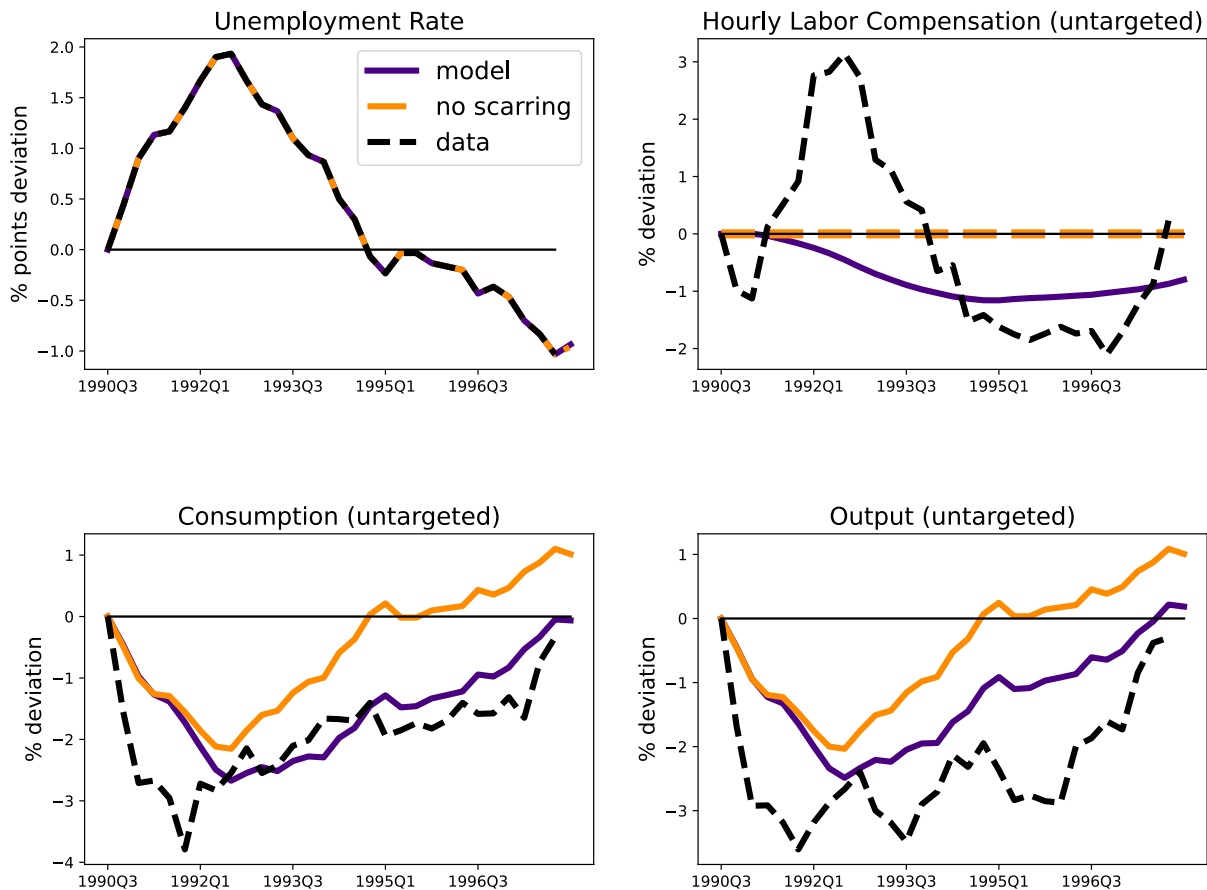 Unemployment Rate
% points deviation
2.0
1.5
1.0
0.5
0.0
−0.5
−1.0
1990Q3 1992Q1 1993Q3 1995Q1 1996Q3
model
no scarring
data
Hourly Labor Compensation (untargeted)
% deviation
3
2
1
0
−1
−2
1990Q3 1992Q1 1993Q3 1995Q1 1996Q3
Consumption (untargeted)
% deviation
1
0
−1
−2
−3
−4
1990Q3 1992Q1 1993Q3 1995Q1 1996Q3
Output (untargeted)
% deviation
1
0
−1
−2
−3
1990Q3 1992Q1 1993Q3 1995Q1 1996Q3